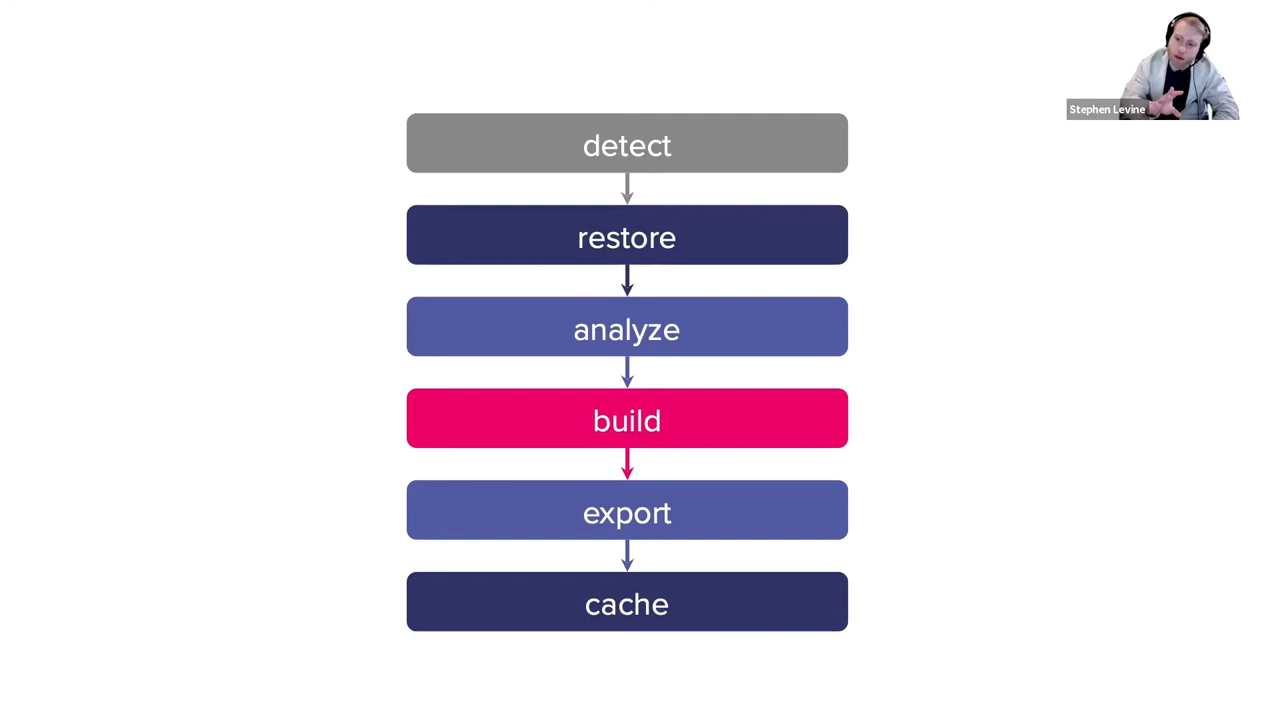 Stephen Levine
detect
restore
analyze
build
export
cache